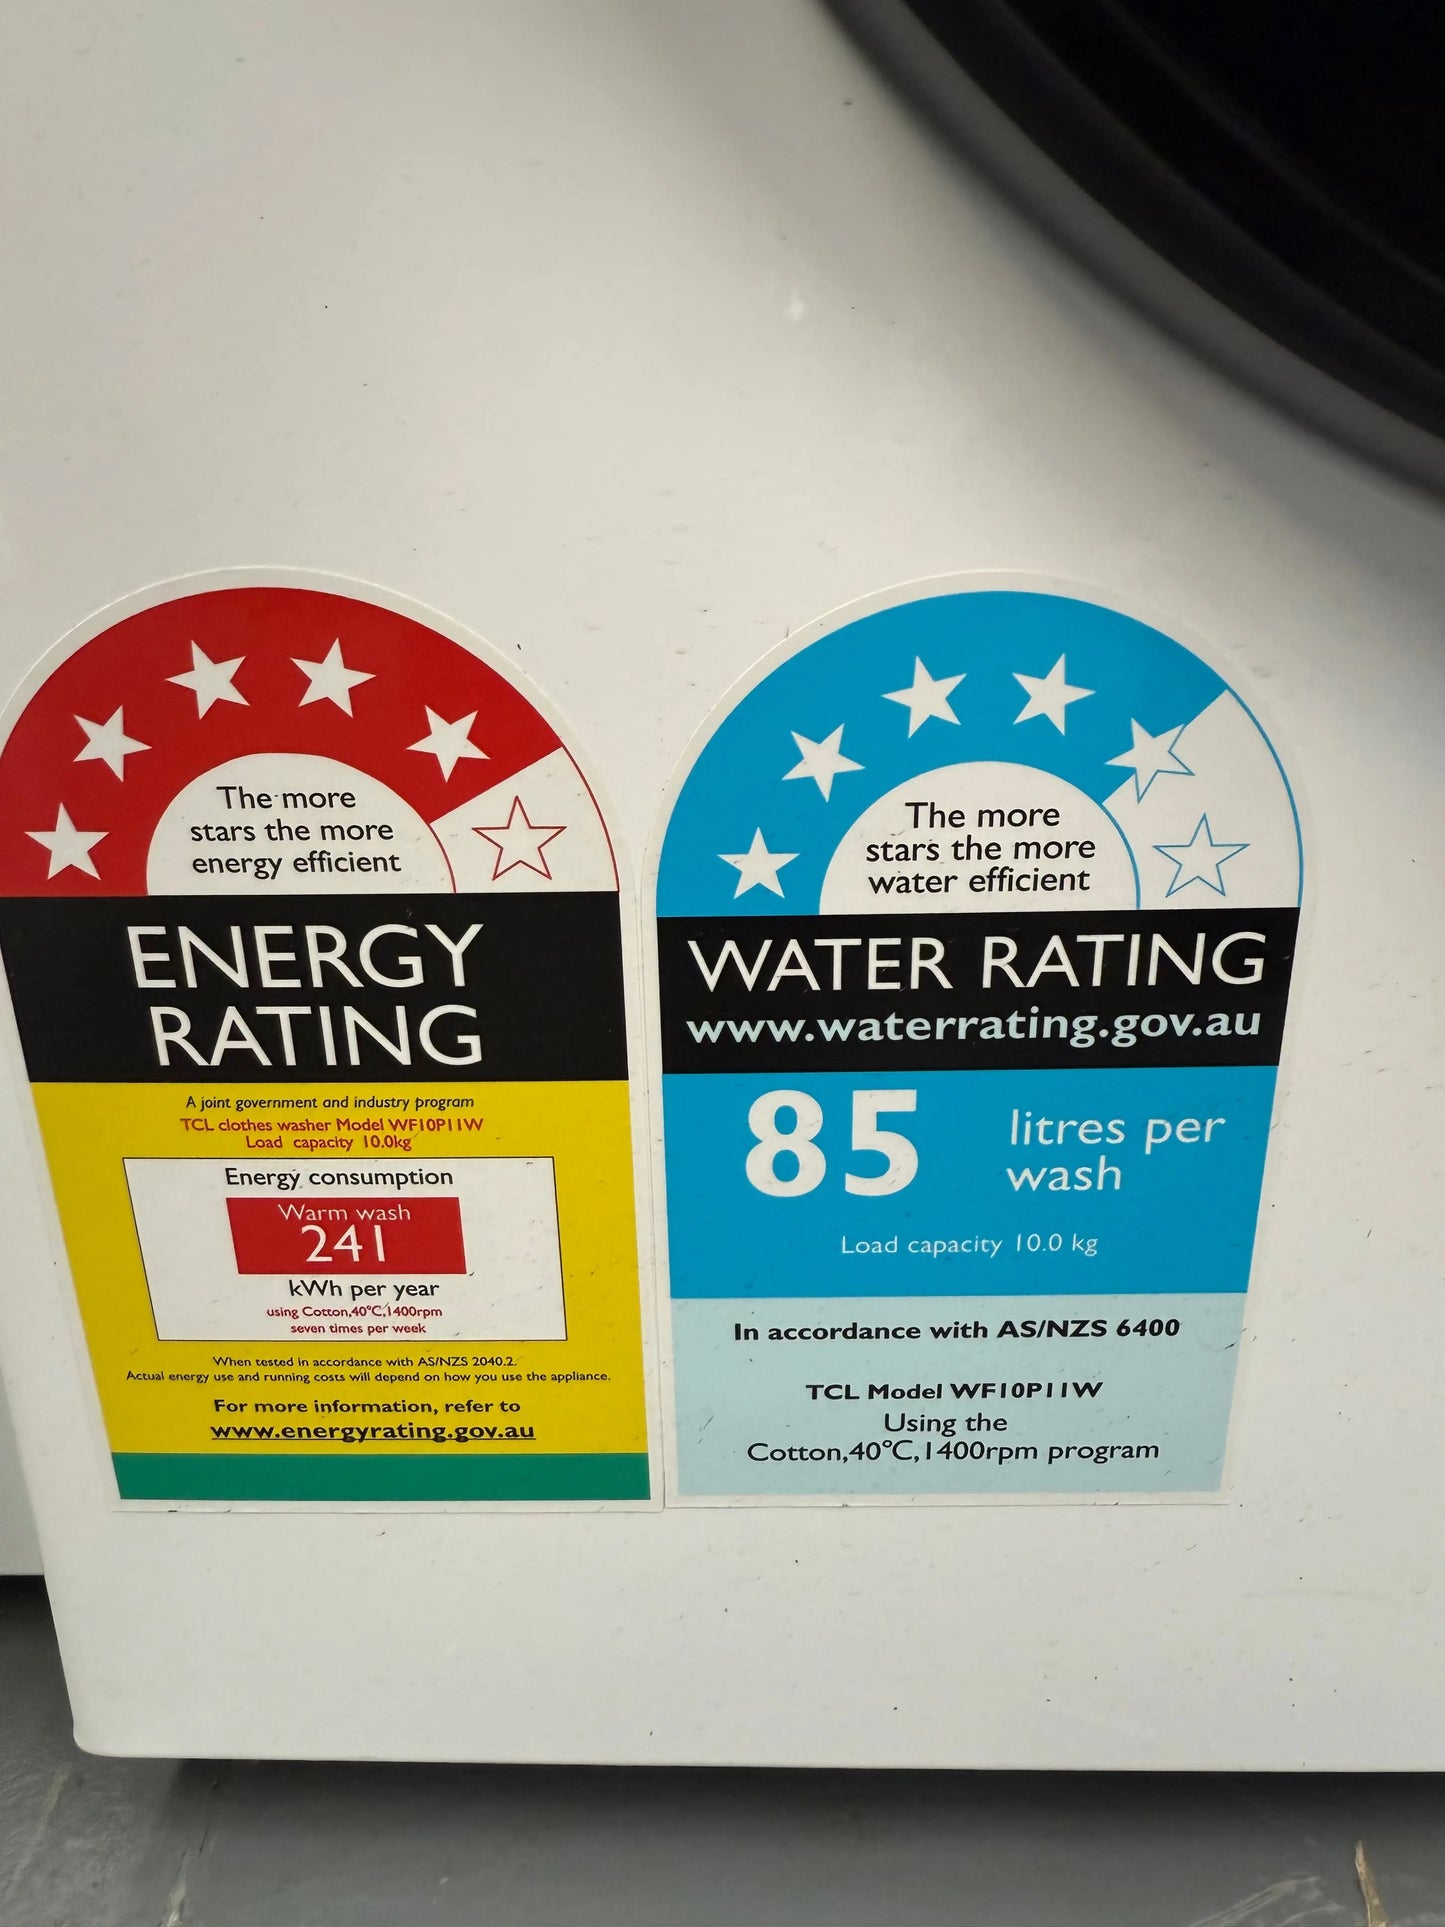 The more
stars the more
energy efficient
ENERGY
RATING
A joint government and industry program
TCL clothes washer Model WF10P11W
Load capacity 10.0kg
Energy consumption
Warm wash
241
kWh per year
using Cotton,40°C,1400rpm
seven times per week
When tested in accordance with AS/NZS 2040.2.
Actual energy use and running costs will depend on how you use the appliance.
For more information, refer to
www.energyrating.gov.au
The more
stars the more
water efficient
WATER RATING
www.waterrating.gov.au
85 litres per
wash
Load capacity 10.0 kg
In accordance with AS/NZS 6400
TCL Model WF10P11W
Using the
Cotton,40°C,1400rpm program